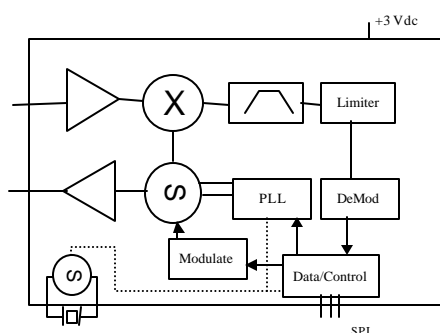 +3 Vdc
X
Limiter
S
PLL
DeMod
Modulate
Data/Control
S
SPI